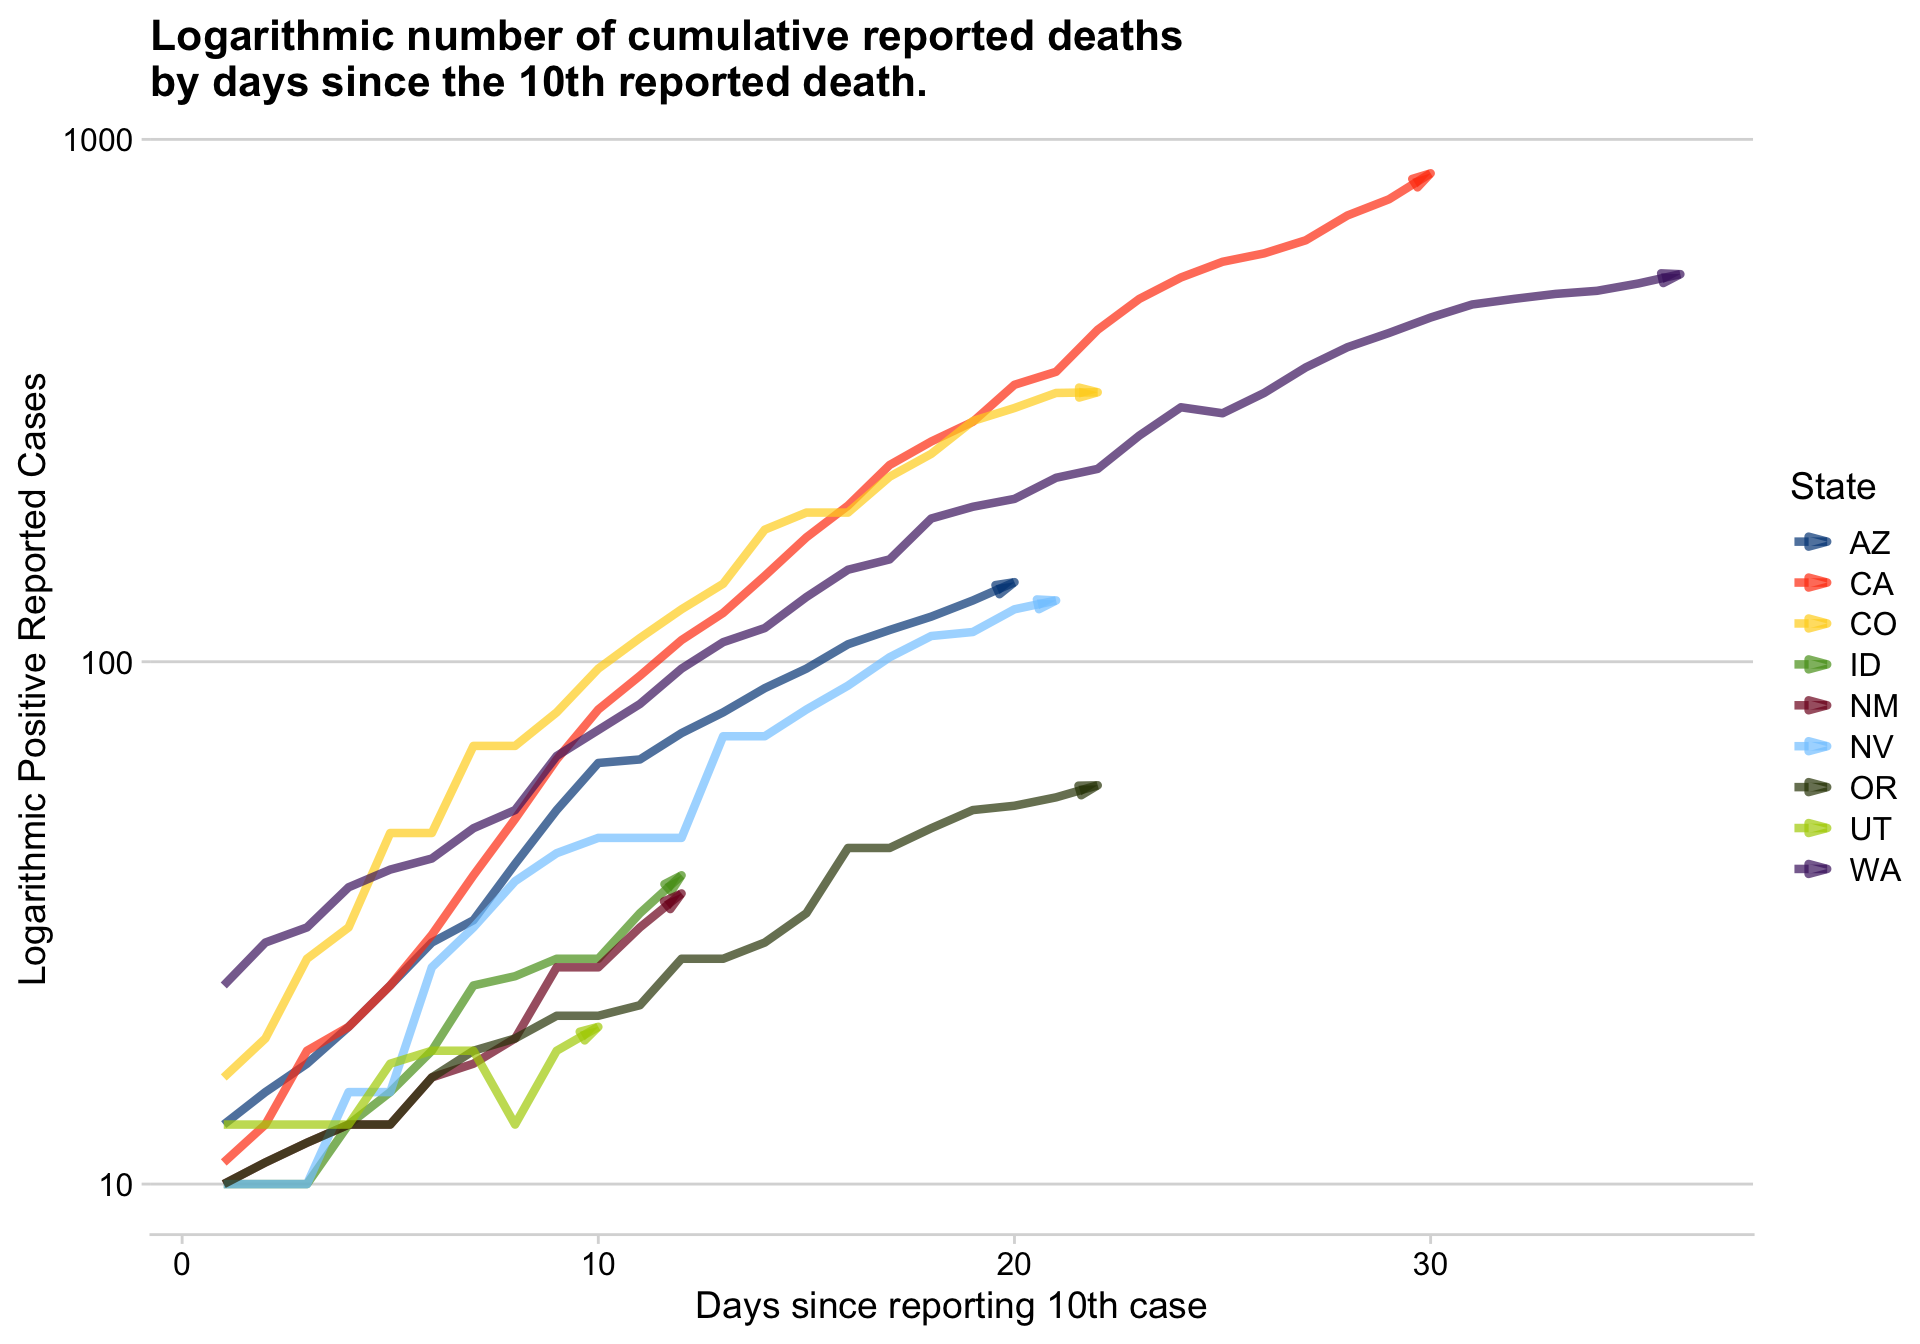 Logarithmic number of cumulative reported deaths
by days since the 10th reported death.
1000
100
10
Logarithmic Positive Reported Cases
0
10
20
30
Days since reporting 10th case
State
AZ
CA
CO
ID
NM
NV
OR
UT
WA